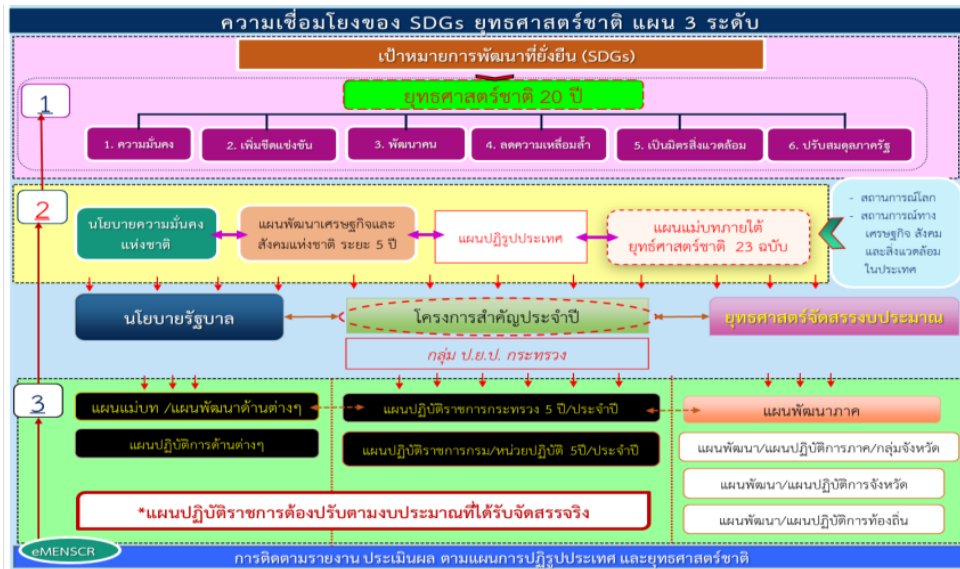 ความเชื่อมโยงของ SDGs ยุทธศาสตร์ชาติ แผน 3 ระดับ
เป้าหมายการพัฒนาที่ยั่งยืน (SDGs)
ยุทธศาสตร์ชาติ 20 ปี
1
1. ความมั่นคง
2. เพิ่มขีดแข่งขัน
3. พัฒนาคน
4. ลดความเหลื่อมล้ำ
5. เป็นมิตรสิ่งแวดล้อม
6. ปรับสมดุลภาครัฐ
2
นโยบายความมั่นคง
แห่งชาติ
แผนพัฒนาเศรษฐกิจและ
สังคมแห่งชาติ ระยะ 5 ปี
แผนปฏิรูปประเทศ
แผนแม่บทภายใต้
ยุทธศาสตร์ชาติ 23 ฉบับ
- สถานการณ์โลก
- สถานการณ์ทาง
เศรษฐกิจ สังคม
และสิ่งแวดล้อม
ในประเทศ
นโยบายรัฐบาล
โครงการสำคัญประจำปี
ยุทธศาสตร์จัดสรรงบประมาณ
กลุ่ม ป.ย.ป. กระทรวง
3
แผนแม่บท /แผนพัฒนาด้านต่างๆ
แผนปฏิบัติการด้านต่างๆ
แผนปฏิบัติราชการกระทรวง 5 ปี/ประจำปี
แผนปฏิบัติราชการกรม/หน่วยปฏิบัติ 5ปี/ประจำปี
แผนพัฒนาภาค
แผนพัฒนา/แผนปฏิบัติการภาค/กลุ่มจังหวัด
แผนพัฒนา/แผนปฏิบัติการจังหวัด
แผนพัฒนา/แผนปฏิบัติการท้องถิ่น
*แผนปฏิบัติราชการต้องปรับตามงบประมาณที่ได้รับจัดสรรจริง
eMENSCR
การติดตามรายงาน ประเมินผล ตามแผนการปฏิรูปประเทศ และยุทธศาสตร์ชาติ